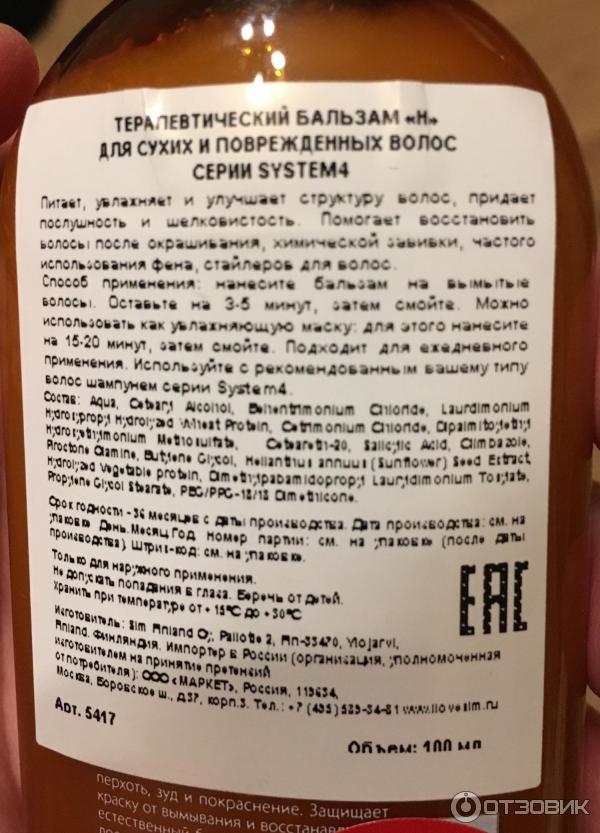 ТЕРАПЕВТИЧЕСКИЙ БАЛЬЗАМ «Н»
ДЛЯ СУХИХ И ПОВРЕЖДЕННЫХ ВОЛОС
СЕРИИ SYSTEM4
Питает, увлажняет и улучшает структуру волос, придает
послушность и шелковистость. Помогает восстановить
волосы после окрашивания, химической завивки, частого
использования фена, стайлеров для волос.
Способ применения: нанесите бальзам на вымытые
волосы. Оставьте на 3-5 минут, затем смойте. Можно
использовать как увлажняющую маску: для этого нанесите
на 15-20 минут, затем смойте. Подходит для ежедневного
применения. Используйте с рекомендованным вашему типу
волос шампунем серии System4.
Состав: Aqua, Cetearyl Alcohol, Behentrimonium Chloride, Laurdimonium
Hydroxypropyl Hydrolyzed Wheat Protein, Cetrimonium Chloride, Dipalmitoylethyl
Hydroxyethylmonium Methosulfate, Ceteareth-20, Salicylic Acid, Climbazole,
Piroctone Olamine, Butylene Glycol, Helianthus annuus (Sunflower) Seed Extract,
Hydrolyzed Vegetable protein, Lauryldimonium Tosylate,
Propylene Glycol Stearate, PEG/PPG-18/18 Dimethicone.
Срок годности - 36 месяцев с даты производства. Дата производства: см. на
упаковке День.Месяц.Год. Номер партии: см. на упаковке (после даты
производства). Штрих-код: см. на упаковке.
Только для наружного применения.
Не допускать попадания в глаза. Беречь от детей.
Хранить при температуре от + 15°C до + 30°C
EAC
Изготовитель: Sim Finland Oy, Pallotie 2, Fin-33470, Ylojarvi,
Finland. Финляндия. Импортер в России (организация, уполномоченная
изготовителем на принятие претензий
от потребителя): ООО «МАРКЕТ», Россия, 119634,
Москва, Боровское ш., д.37, корп.3. Тел.: +7 (495) www.ilovesim.ru
Арт. 5417
Объем: 100 мл
перхоть, зуд и покраснение. Защищает
краску от вымывания и
естественный
ОТЗОВИК